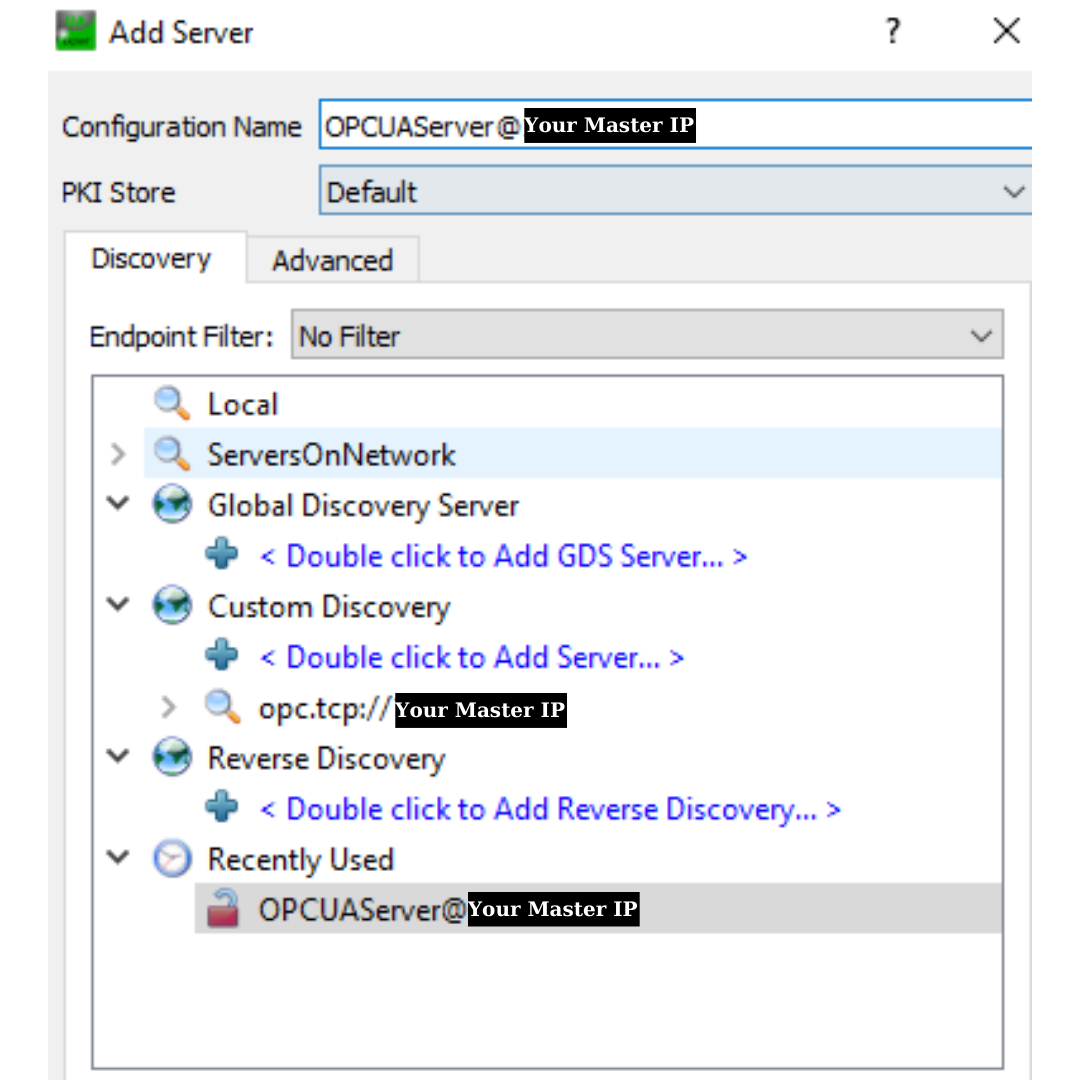 Add Server ?
Configuration Name OPCUAServer@Your Master IP
PKI Store Default
Discovery Advanced
Endpoint Filter: No Filter
Local
ServersOnNetwork
Global Discovery Server
< Double click to Add GDS Server... >
Custom Discovery
< Double click to Add Server... >
opc.tcp://Your Master IP
Reverse Discovery
< Double click to Add Reverse Discovery... >
Recently Used
OPCUAServer@Your Master IP